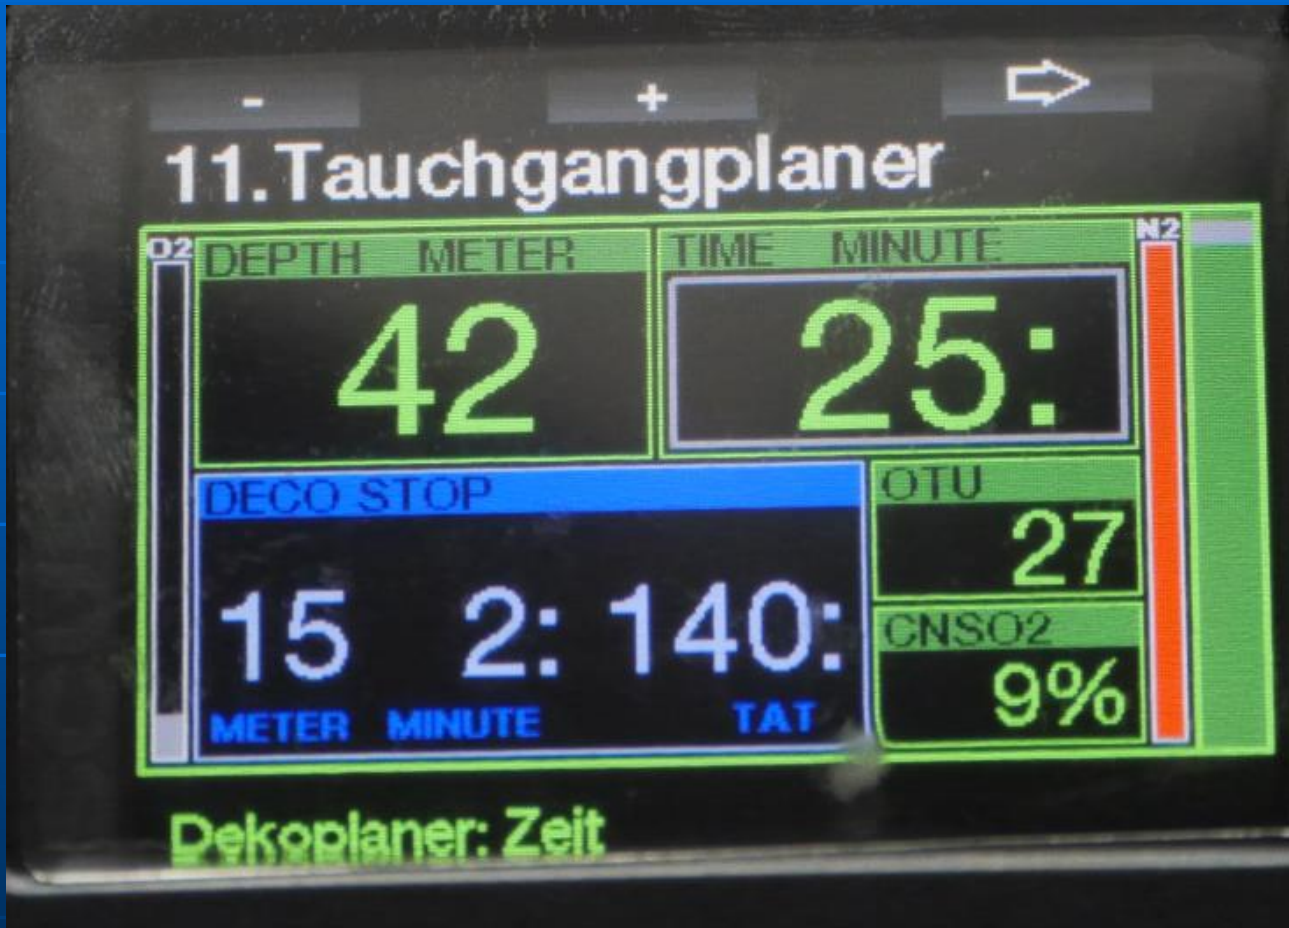 - +
11.Tauchgangplaner
O2 DEPTH METER TIME MINUTE N2
42 25:
DECO STOP OTU
27
15 2: 140: CNSO2
METER MINUTE TAT 9%
Dekoplaner: Zeit